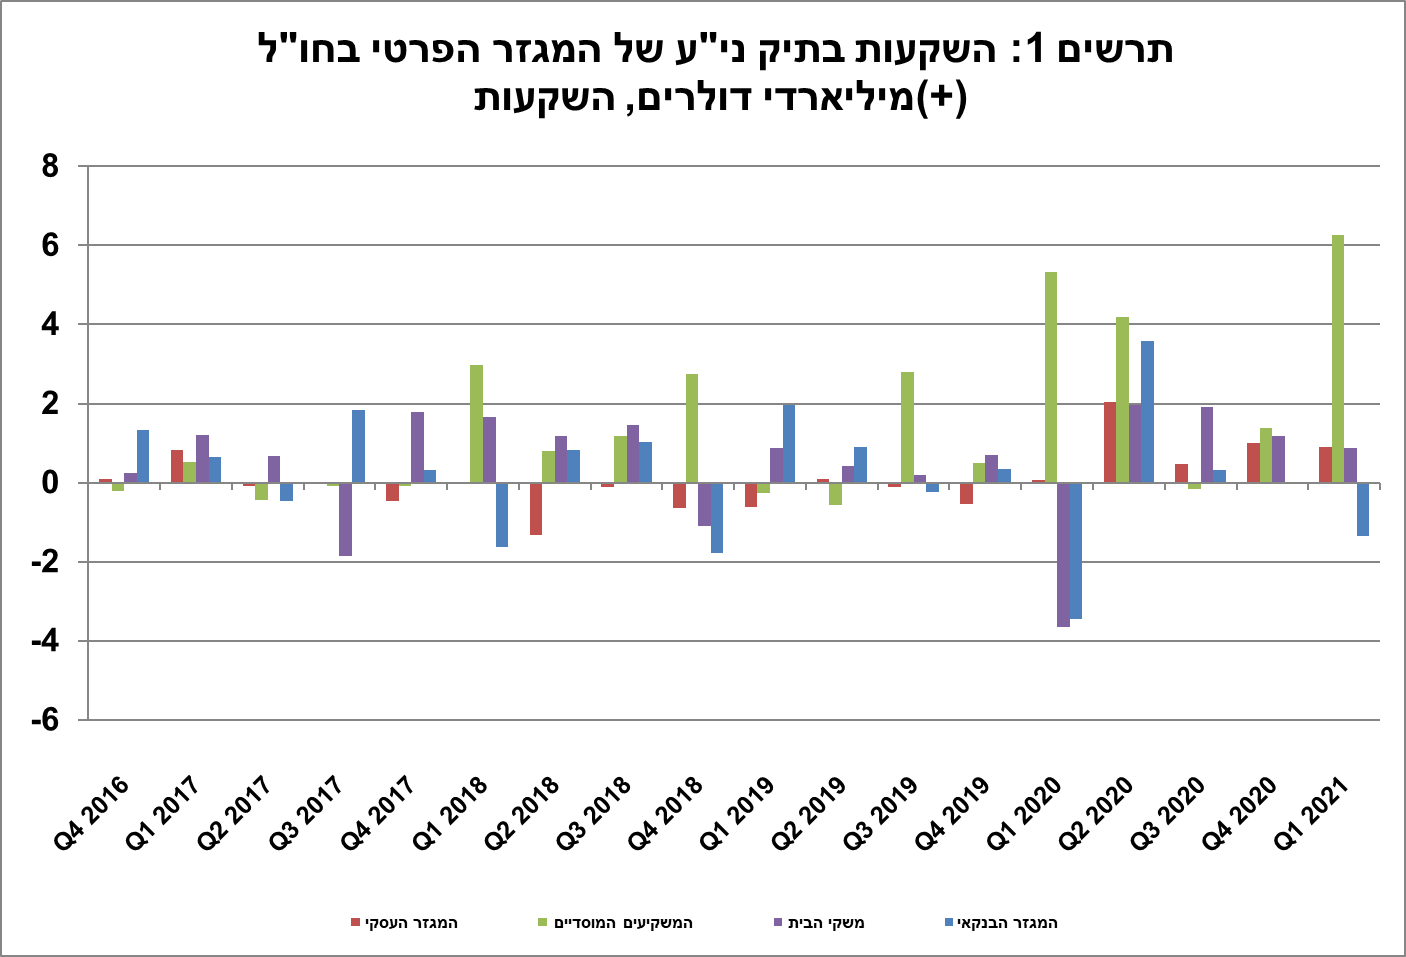 תרשים 1: השקעות בתיק ני"ע של המגזר הפרטי בחו"ל
(+)מיליארדי דולרים, השקעות
8
6
4
2
0
-2
-4
-6
Q4 2016
Q1 2017
Q2 2017
Q3 2017
Q4 2017
Q1 2018
Q2 2018
Q3 2018
Q4 2018
Q1 2019
Q2 2019
Q3 2019
Q4 2019
Q1 2020
Q2 2020
Q3 2020
Q4 2020
Q1 2021
המגזר העסקי
המשקיעים המוסדיים
משקי הבית
המגזר הבנקאי